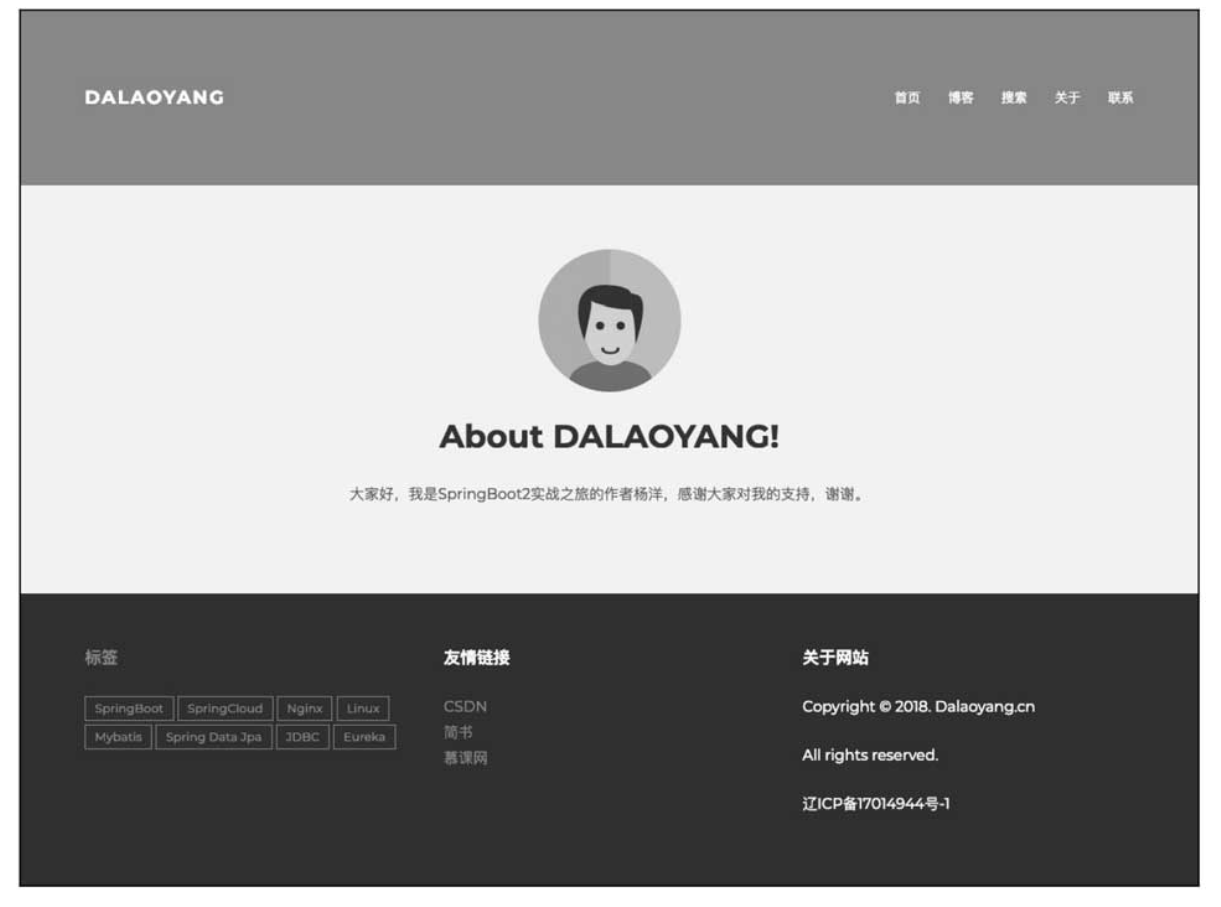 DALAOYANG
首页 博客 搜索 关于 联系
About DALAOYANG!
大家好，我是SpringBoot2实战之旅的作者杨洋，感谢大家对我的支持，谢谢。
标签
SpringBoot SpringCloud Nginx Linux
Mybatis Spring Data Jpa JDBC Eureka
友情链接
CSDN
简书
慕课网
关于网站
Copyright © 2018. Dalaoyang.cn
All rights reserved.
辽ICP备17014944号-1